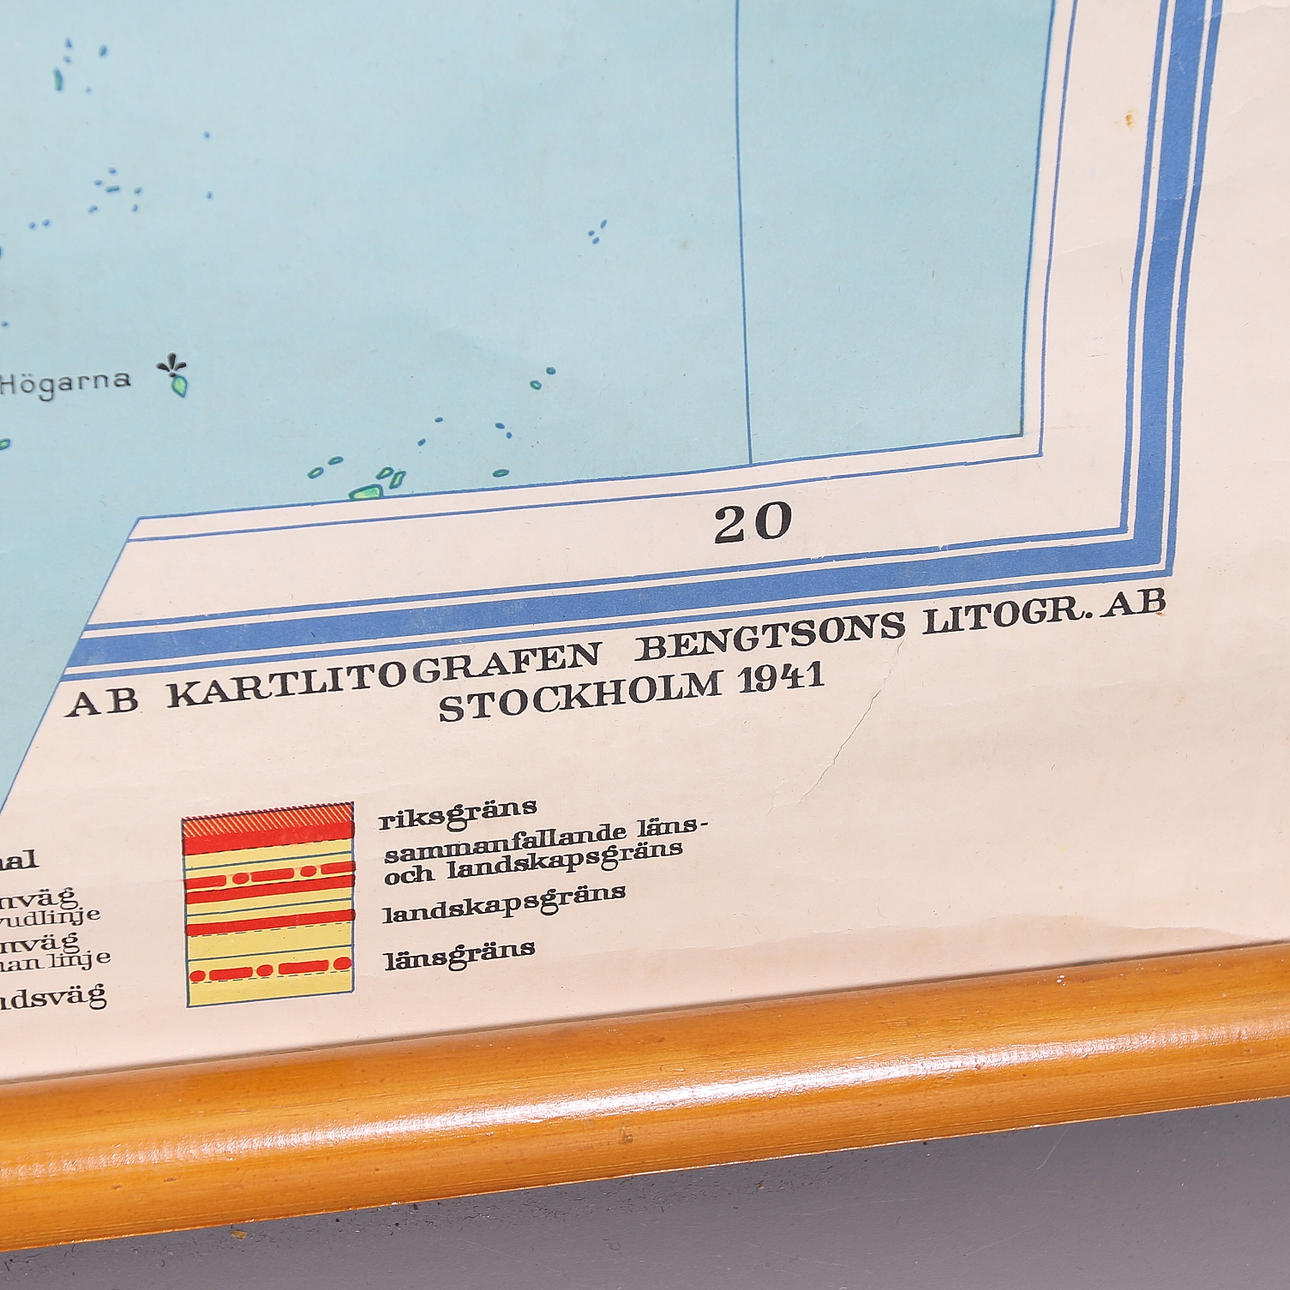 Högarna
20
AB KARTLITOGRAFEN BENGTSONS LITOGR. AB
STOCKHOLM 1941
riksgräns
sammanfallande läns-
och landskapsgräns
landskapsgräns
länsgräns